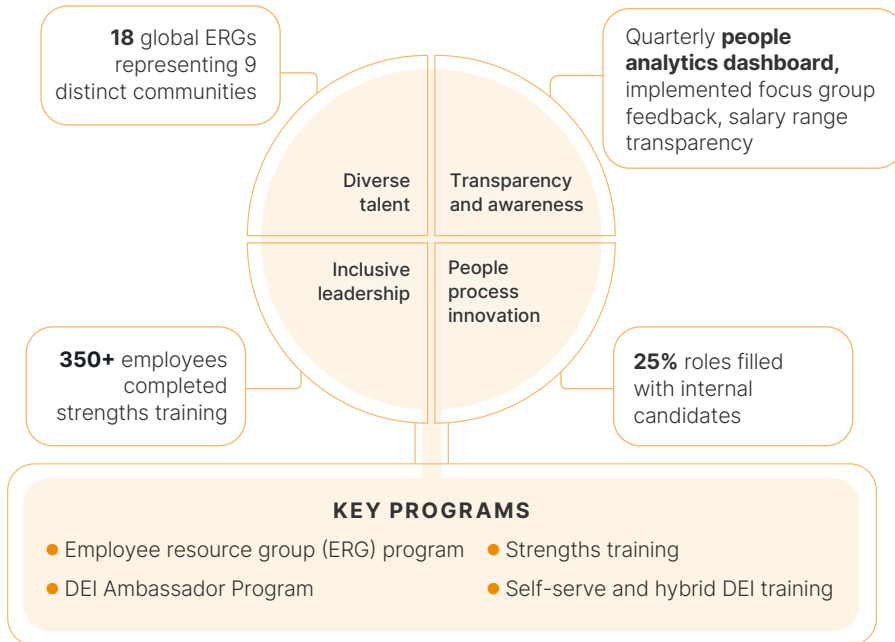 18 global ERGs
representing 9
distinct communities
Quarterly people
analytics dashboard,
implemented focus group
feedback, salary range
transparency
Diverse
talent
Transparency
and awareness
Inclusive
leadership
People
process
innovation
350+ employees
completed
strengths training
25% roles filled
with internal
candidates
KEY PROGRAMS
● Employee resource group (ERG) program
● DEI Ambassador Program
● Strengths training
● Self-serve and hybrid DEI training